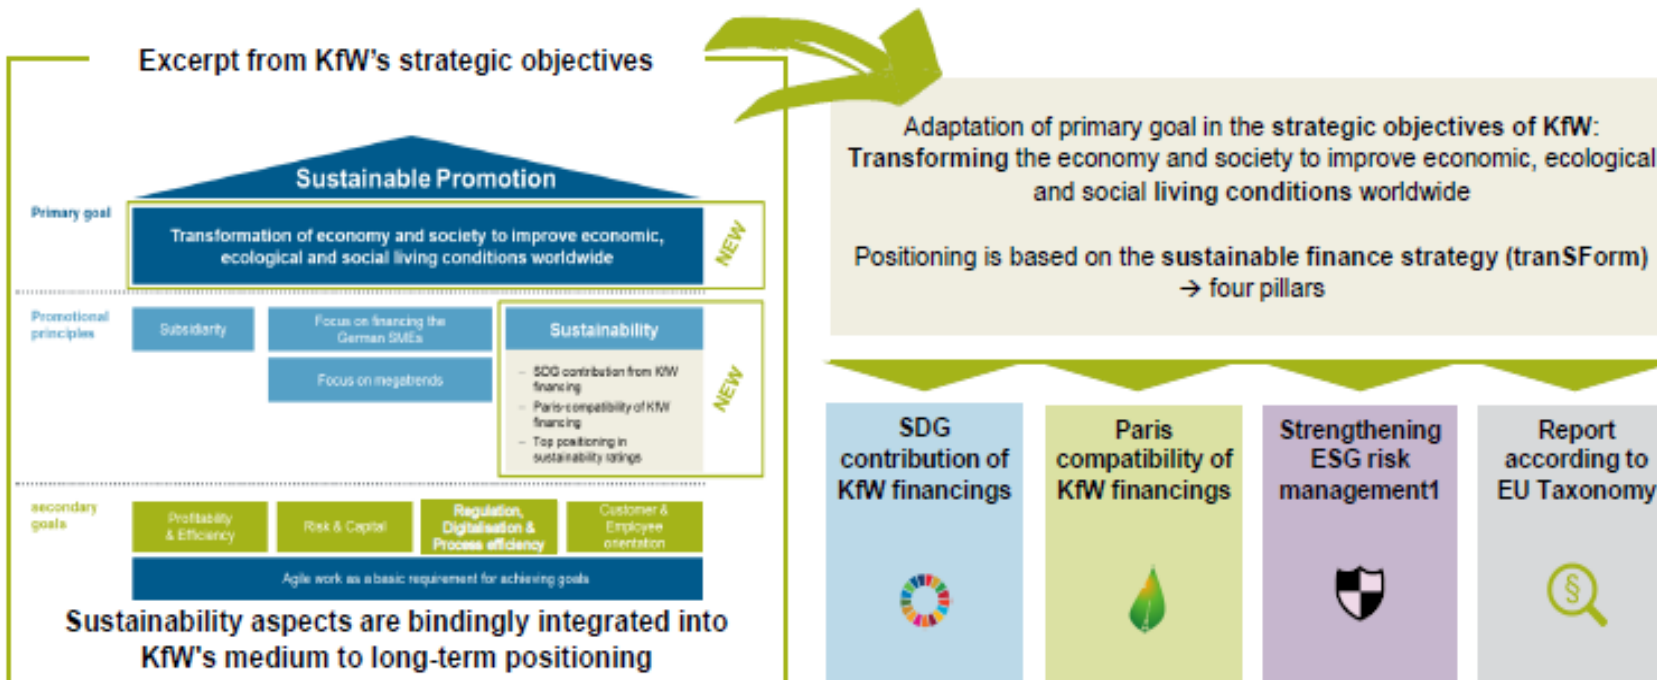 Excerpt from KfW's strategic objectives
Sustainable Promotion
Primary goal
Transformation of economy and society to improve economic,
ecological and social living conditions worldwide
NEW
Promotional
principles
Subsidiarity
Focus on financing the
German SMEs
Focus on megatrends
Sustainability
– SDG contribution from KfW
financing
– Paris-compatibility of KfW
financing
– Top positioning in
sustainability ratings
NEW
secondary
goals
Profitability
& Efficiency
Risk & Capital
Regulation,
Digitalisation &
Process efficiency
Customer &
Employee
orientation
Agile work as a basic requirement for achieving goals
Sustainability aspects are bindingly integrated into
KfW's medium to long-term positioning
Adaptation of primary goal in the strategic objectives of KfW:
Transforming the economy and society to improve economic, ecological
and social living conditions worldwide
Positioning is based on the sustainable finance strategy (tranSForm)
→ four pillars
SDG
contribution of
KfW financings
Paris
compatibility of
KfW financings
Strengthening
ESG risk
management1
Report
according to
EU Taxonomy
§